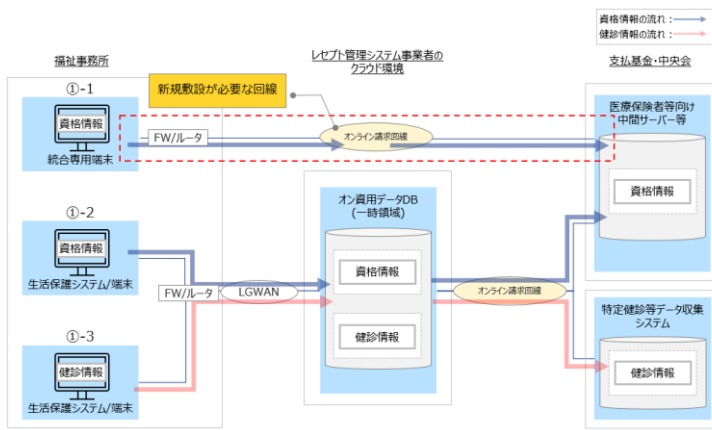 資格情報の流れ：
健診情報の流れ：
福祉事務所
レセプト管理システム事業者の
クラウド環境
支払基金・中央会
①-1
資格情報
統合専用端末
新規敷設が必要な回線
FW/ルータ
オンライン請求回線
医療保険者等向け
中間サーバー等
資格情報
①-2
資格情報
生活保護システム/端末
FW/ルータ
LGWAN
オン資用データDB
(一時領域)
資格情報
健診情報
オンライン請求回線
①-3
健診情報
生活保護システム/端末
特定健診等データ収集
システム
健診情報